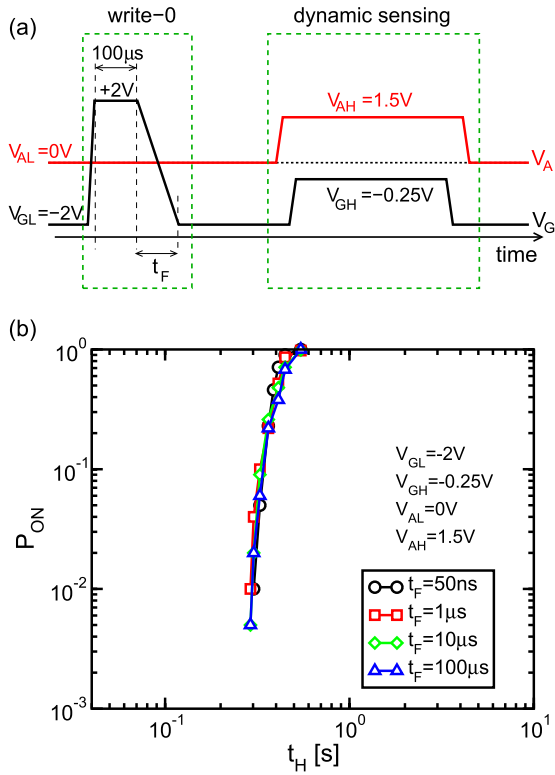 (a)
write−0
dynamic sensing
100μs
+2V
V_AH=1.5V
V_AL=0V
V_A
V_GL=−2V
V_GH=−0.25V
V_G
t_F
time
(b)
10^0
10^-1
10^-2
10^-3
P_ON
V_GL=-2V
V_GH=-0.25V
V_AL=0V
V_AH=1.5V
t_F=50ns
t_F=1μs
t_F=10μs
t_F=100μs
10^-1
10^0
10^1
t_H [s]